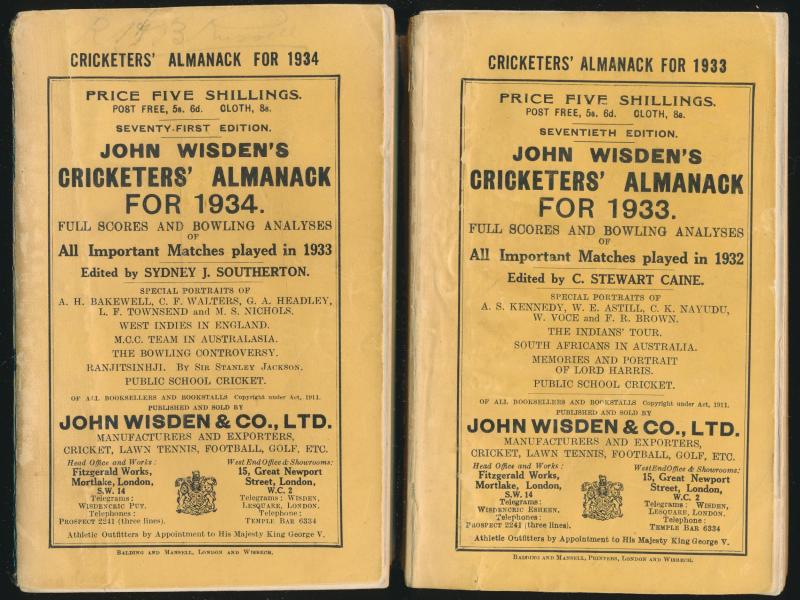 CRICKETERS' ALMANACK FOR 1934
PRICE FIVE SHILLINGS.
POST FREE, 5s. 6d. CLOTH, 8s.
SEVENTY-FIRST EDITION.
JOHN WISDEN'S
CRICKETERS' ALMANACK
FOR 1934.
FULL SCORES AND BOWLING ANALYSES
OF
All Important Matches played in 1933
Edited by SYDNEY J. SOUTHERTON.
SPECIAL PORTRAITS OF
A. H. BAKEWELL, C. F. WALTERS, G. A. HEADLEY,
L. F. TOWNSEND and M. S. NICHOLS.
WEST INDIES IN ENGLAND.
M.C.C. TEAM IN AUSTRALASIA.
THE BOWLING CONTROVERSY.
RANJITSINHJI. By Sir Stanley Jackson.
PUBLIC SCHOOL CRICKET.
OF ALL BOOKSELLERS AND BOOKSTALLS Copyright under Act, 1911.
PUBLISHED AND SOLD BY
JOHN WISDEN & CO., LTD.
MANUFACTURERS AND EXPORTERS,
CRICKET, LAWN TENNIS, FOOTBALL, GOLF, ETC.
Head Office and Works:
Fitzgerald Works,
Mortlake, London,
S.W. 14
Telegrams:
Wisdencric Put.
Telephones:
Prospect 2241 (three lines).
West End Office & Showrooms:
15, Great Newport
Street, London,
W.C. 2
Telegrams: Wisden,
Lesquare, London.
Telephone:
Temple Bar 6334
Athletic Outfitters by Appointment to His Majesty King George V.
Balding and Mansell, London and Wisbech.
CRICKETERS' ALMANACK FOR 1933
PRICE FIVE SHILLINGS.
POST FREE, 5s. 6d. CLOTH, 8s.
SEVENTIETH EDITION.
JOHN WISDEN'S
CRICKETERS' ALMANACK
FOR 1933.
FULL SCORES AND BOWLING ANALYSES
OF
All Important Matches played in 1932
Edited by C. STEWART CAINE.
SPECIAL PORTRAITS OF
A. S. KENNEDY, W. E. ASTILL, C. K. NAYUDU,
W. VOCE and F. R. BROWN.
THE INDIANS' TOUR.
SOUTH AFRICANS IN AUSTRALIA.
MEMORIES AND PORTRAIT
OF LORD HARRIS.
PUBLIC SCHOOL CRICKET.
OF ALL BOOKSELLERS AND BOOKSTALLS Copyright under Act, 1911.
PUBLISHED AND SOLD BY
JOHN WISDEN & CO., LTD.
MANUFACTURERS AND EXPORTERS,
CRICKET, LAWN TENNIS, FOOTBALL, GOLF, ETC.
Head Office and Works:
Fitzgerald Works,
Mortlake, London,
S.W. 14
Telegrams:
Wisdencric Esheen.
Telephones:
Prospect 2241 (three lines).
West End Office & Showrooms:
15, Great Newport
Street, London,
W.C. 2
Telegrams: Wisden,
Lesquare, London.
Telephone:
Temple Bar 6334
Athletic Outfitters by Appointment to His Majesty King George V.
Balding and Mansell, Printers, London and Wisbech.